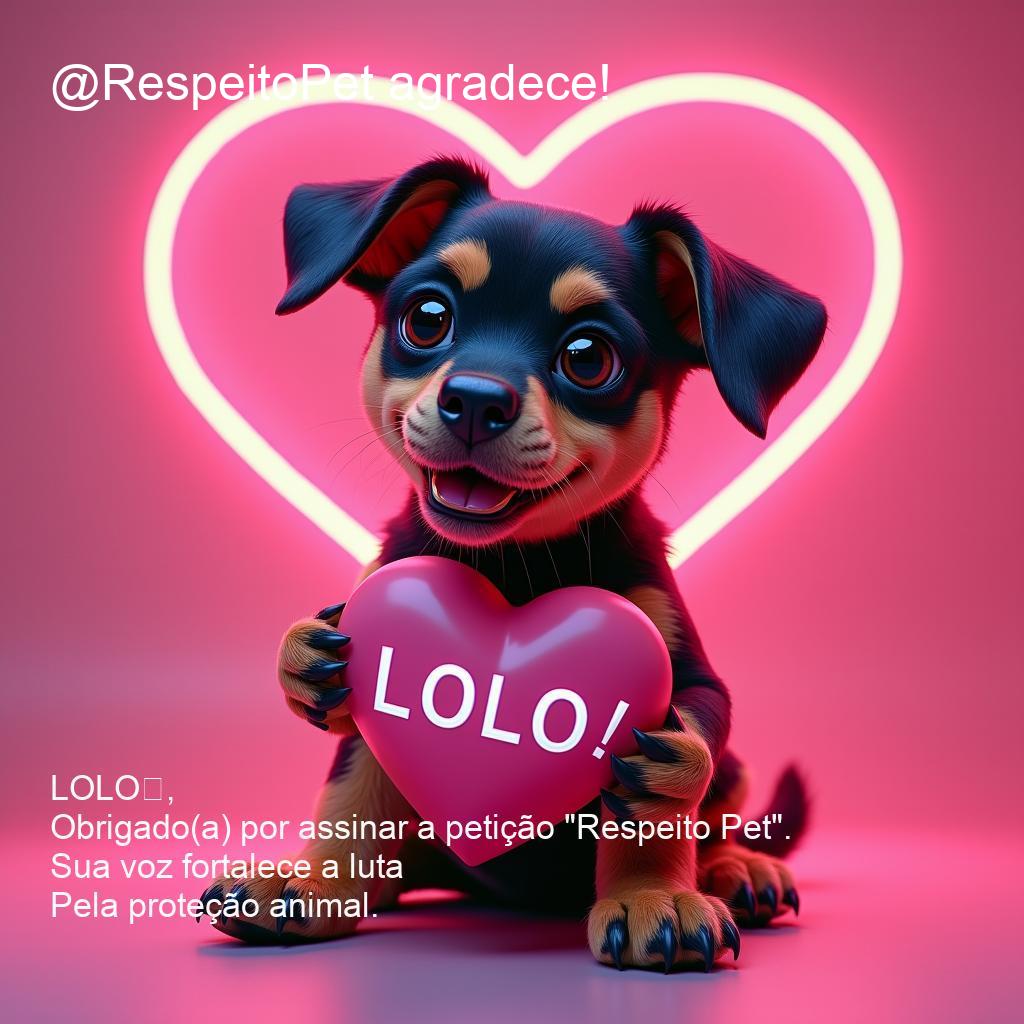 @RespeitoPet agradece!
LOLO!
LOLO□,
Obrigado(a) por assinar a petição "Respeito Pet".
Sua voz fortalece a luta
Pela proteção animal.